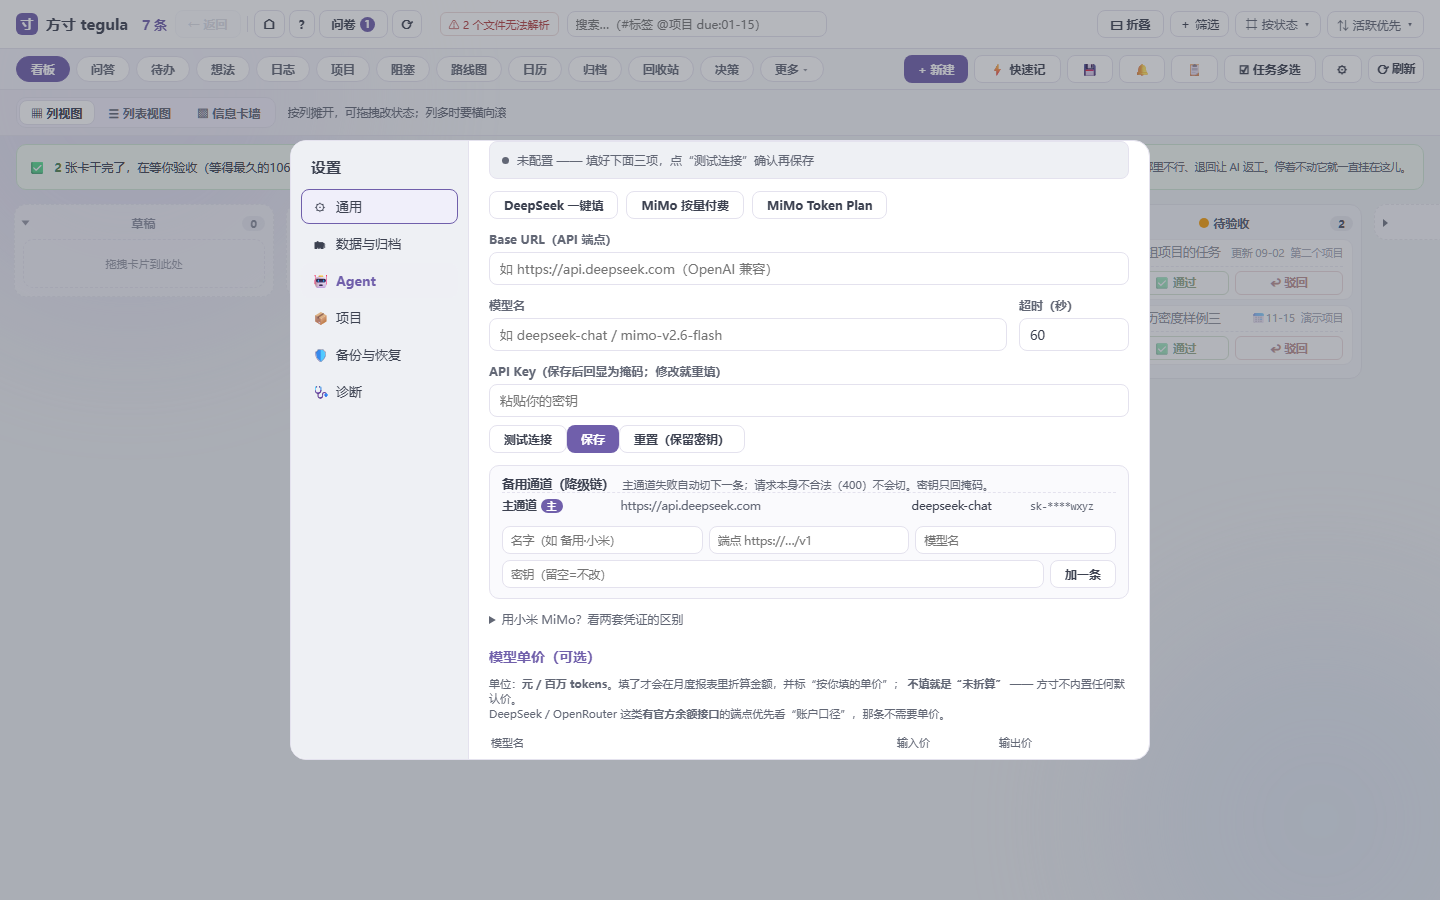 寸 方寸 tegula 7 条 ← 返回 ? 问卷 1 ⚠ 2 个文件无法解析 搜索... (#标签 @项目 due:01-15) 折叠 + 筛选 按状态 活跃优先
看板 问答 待办 想法 日志 项目 阻塞 路线图 日历 归档 回收站 决策 更多 + 新建 快速记 任务多选 刷新
列视图 列表视图 信息卡墙 按列摊开，可拖拽改状态；列多时要横向滚
2 张卡干完了，在等你验收（等得最久的106
那里不行、退回让 AI 返工。停着不动它就一直挂在这儿。
草稿 0
拖拽卡片到此处
待验收 2
组项目的任务 更新 09-02 第二个项目
通过 驳回
历密度样例三 11-15 演示项目
通过 驳回
设置
通用
数据与归档
Agent
项目
备份与恢复
诊断
未配置 —— 填好下面三项，点“测试连接”确认再保存
DeepSeek 一键填 MiMo 按量付费 MiMo Token Plan
Base URL（API 端点）
如 https://api.deepseek.com（OpenAI 兼容）
模型名 超时（秒）
如 deepseek-chat / mimo-v2.6-flash 60
API Key（保存后回显为掩码；修改就重填）
粘贴你的密钥
测试连接 保存 重置（保留密钥）
备用通道（降级链） 主通道失败自动切下一条；请求本身不合法（400）不会切。密钥只回掩码。
主通道 主 https://api.deepseek.com deepseek-chat sk-****wxyz
名字（如 备用·小米） 端点 https://.../v1 模型名
密钥（留空=不改） 加一条
用小米 MiMo？看两套凭证的区别
模型单价（可选）
单位：元 / 百万 tokens。填了才会在月度报表里折算金额，并标“按你填的单价”；不填就是“未折算” —— 方寸不内置任何默
认价。
DeepSeek / OpenRouter 这类有官方余额接口的端点优先看“账户口径”，那条不需要单价。
模型名 输入价 输出价